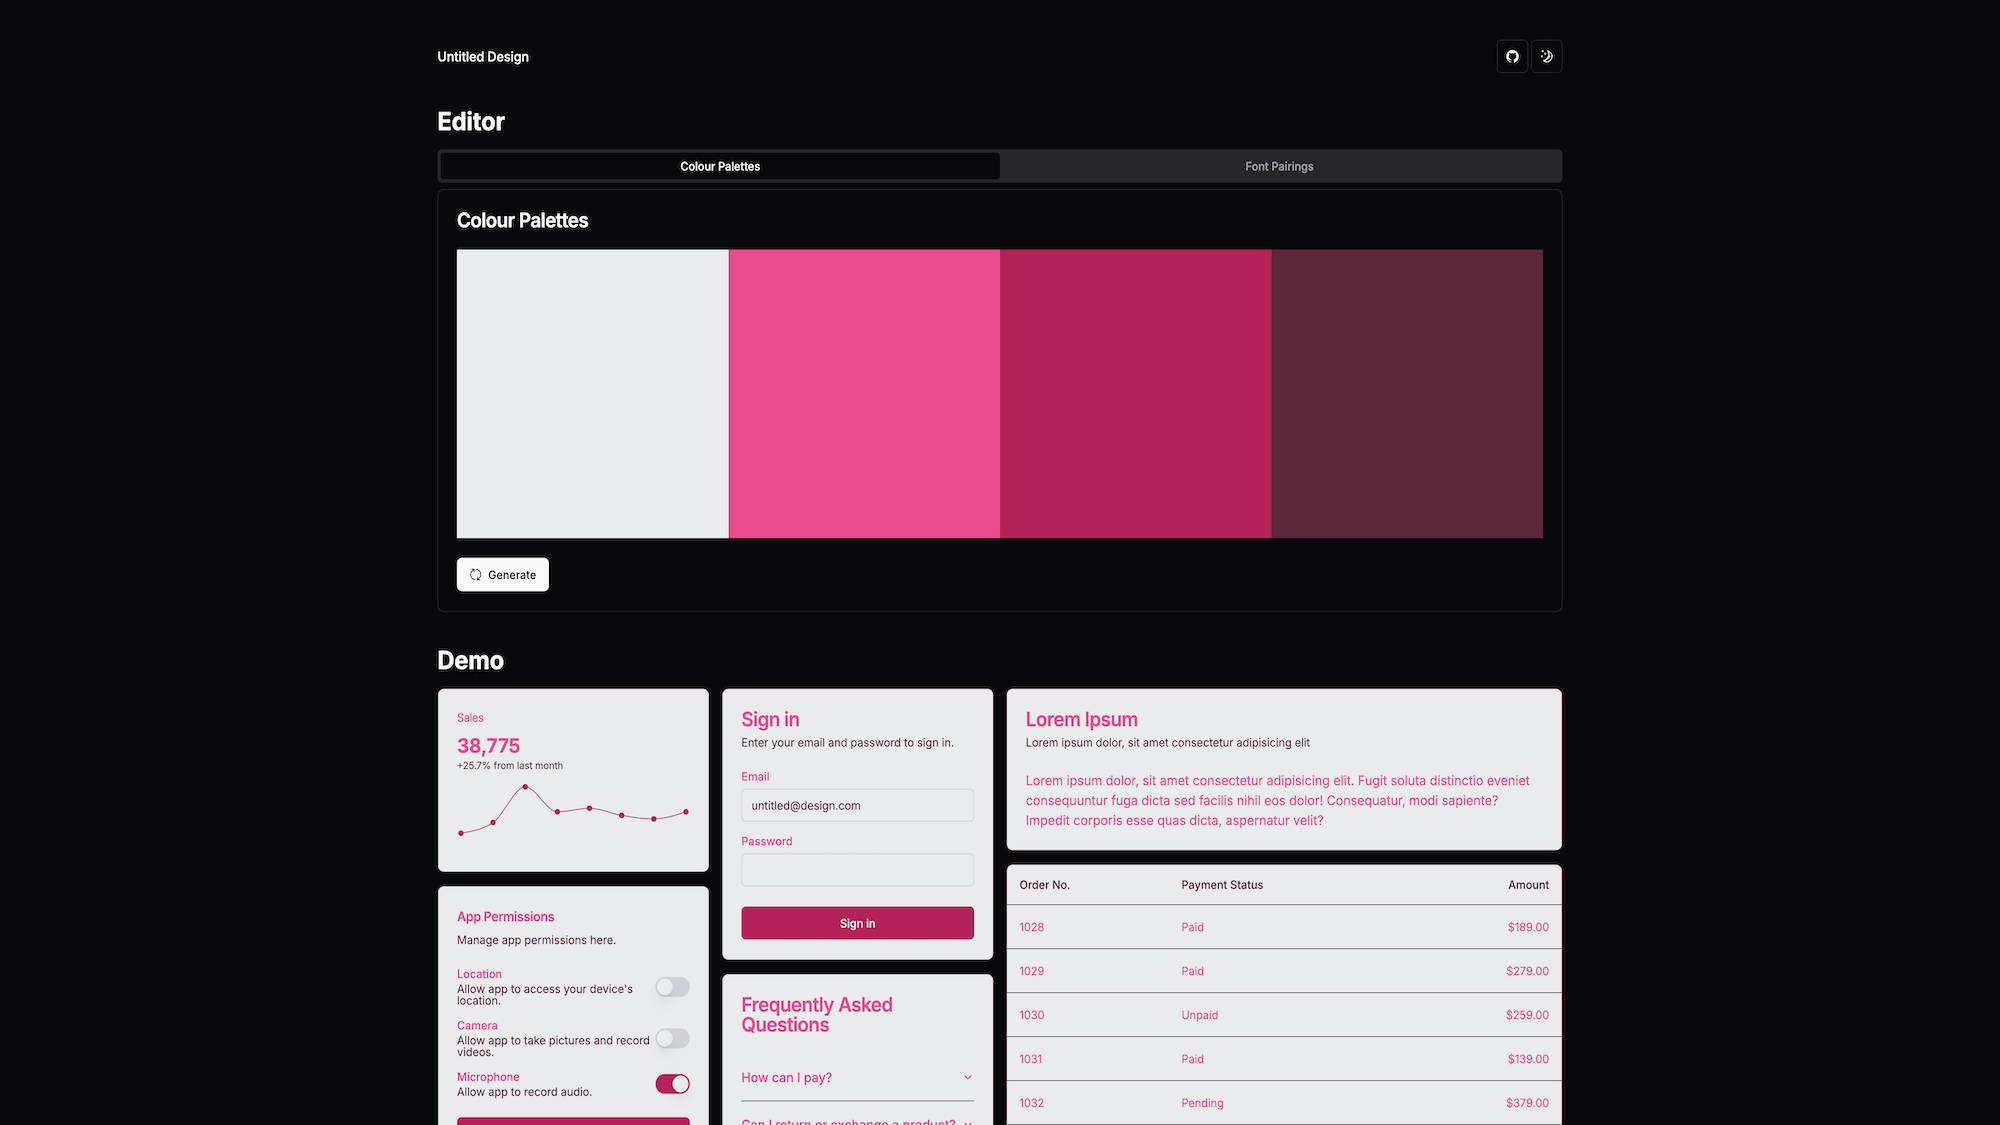 Untitled Design
Editor
Colour Palettes
Font Pairings
Colour Palettes
Generate
Demo
Sales
38,775
+25.7% from last month
App Permissions
Manage app permissions here.
Location
Allow app to access your device's
location.
Camera
Allow app to take pictures and record
videos.
Microphone
Allow app to record audio.
Sign in
Enter your email and password to sign in.
Email
untitled@design.com
Password
Sign in
Frequently Asked
Questions
How can I pay?
Can I return or exchange a product?
Lorem Ipsum
Lorem ipsum dolor, sit amet consectetur adipisicing elit
Lorem ipsum dolor, sit amet consectetur adipisicing elit. Fugit soluta distinctio eveniet
consequuntur fuga dicta sed facilis nihil eos dolor! Consequatur, modi sapiente?
Impedit corporis esse quas dicta, aspernatur velit?
Order No. Payment Status Amount
1028 Paid $189.00
1029 Paid $279.00
1030 Unpaid $259.00
1031 Paid $139.00
1032 Pending $379.00